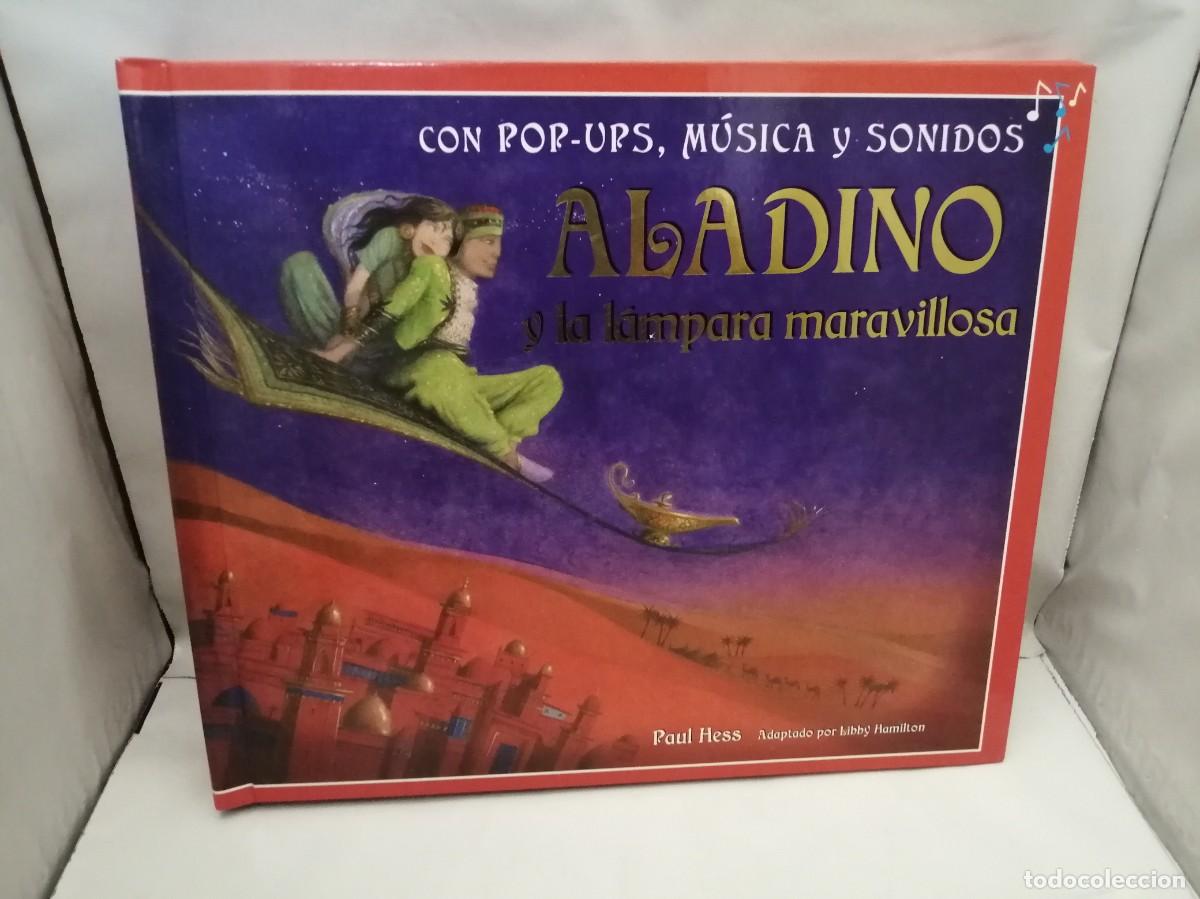 CON POP-UPS, MÚSICA Y SONIDOS
ALADINO
y la lámpara maravillosa
Paul Hess Adaptado por Libby Hamilton
todocoleccion